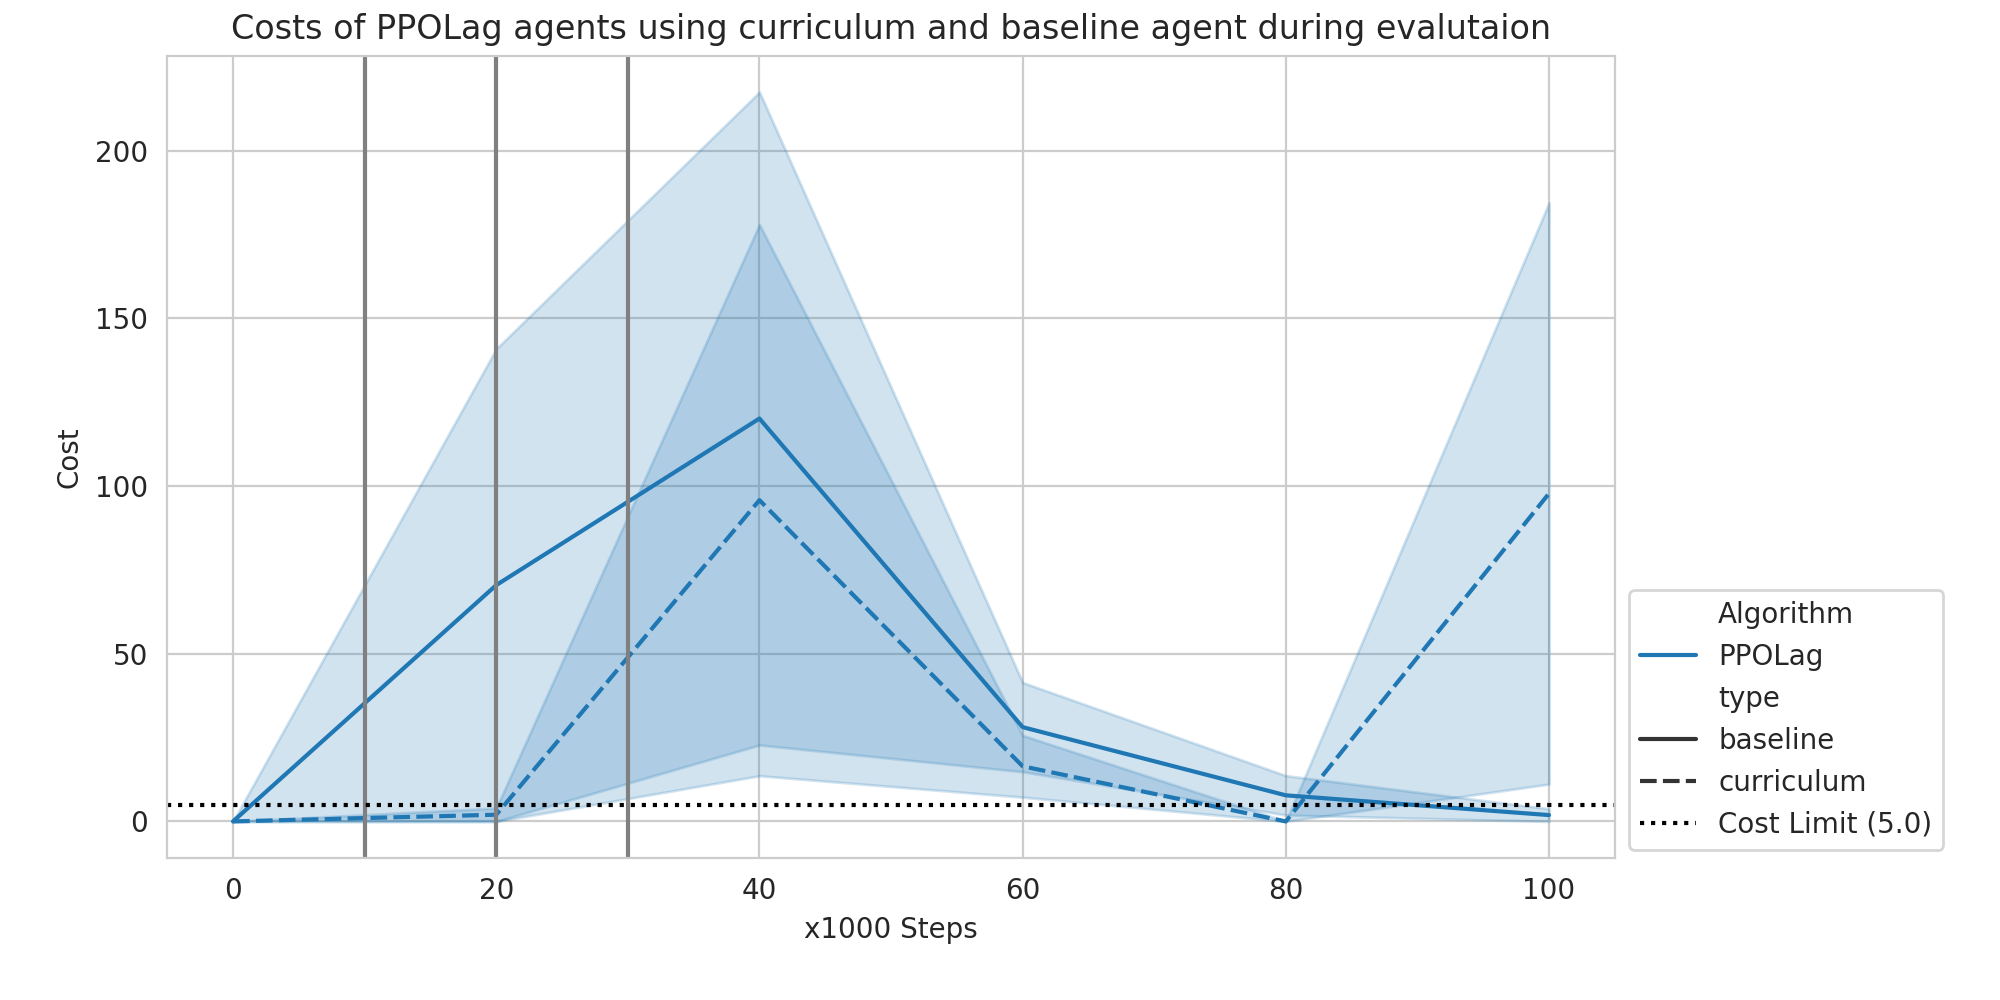 Costs of PPOLag agents using curriculum and baseline agent during evalutaion
200
150
100
50
0
Cost
0 20 40 60 80 100
x1000 Steps
Algorithm
PPOLag
type
baseline
curriculum
Cost Limit (5.0)